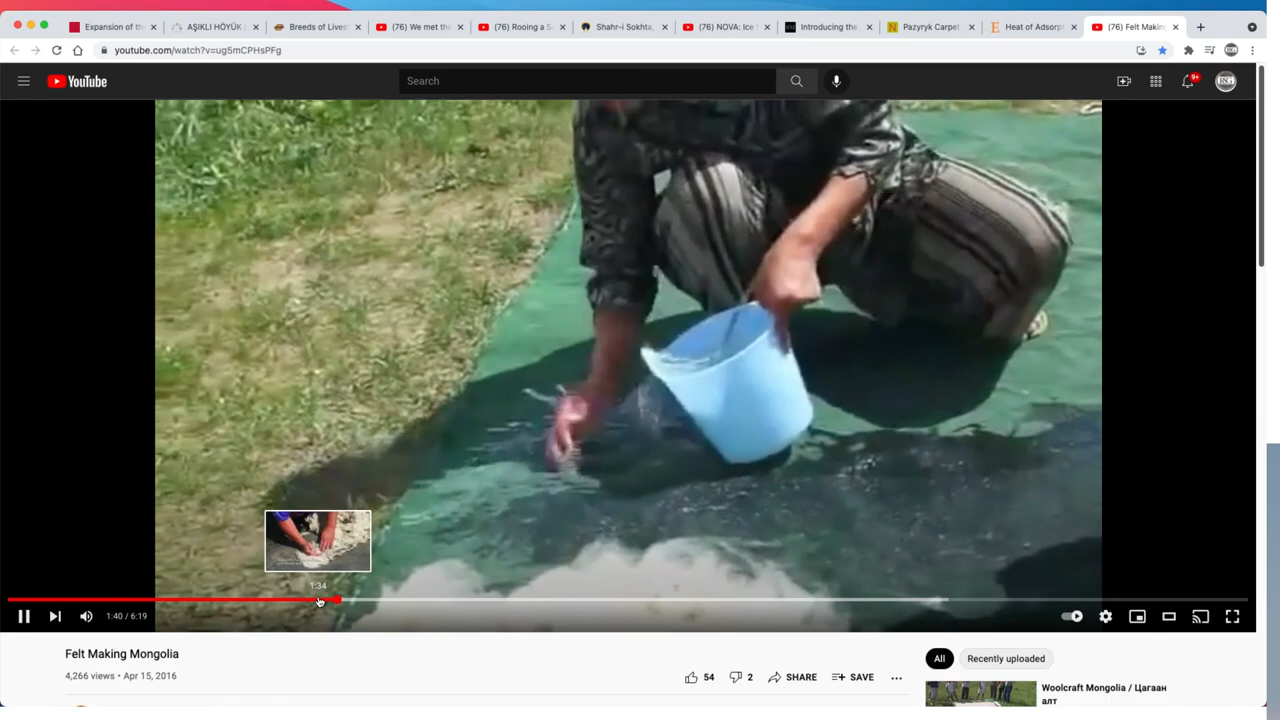 Expansion of th
AŞIKLI HÖYÜK |
Breeds of Lives
(76) We met th
(76) Rooing a S
Shahr-i Sokhta,
(76) NOVA: Ice
Introducing the
Pazyryk Carpet
Heat of Adsorp
(76) Felt Makin
youtube.com/watch?v=ug5mCPHsPFg
YouTube
Search
9+
1:34
1:40 / 6:19
Felt Making Mongolia
4,266 views • Apr 15, 2016
54
2
SHARE
SAVE
All
Recently uploaded
Woolcraft Mongolia / Цагаан
алт